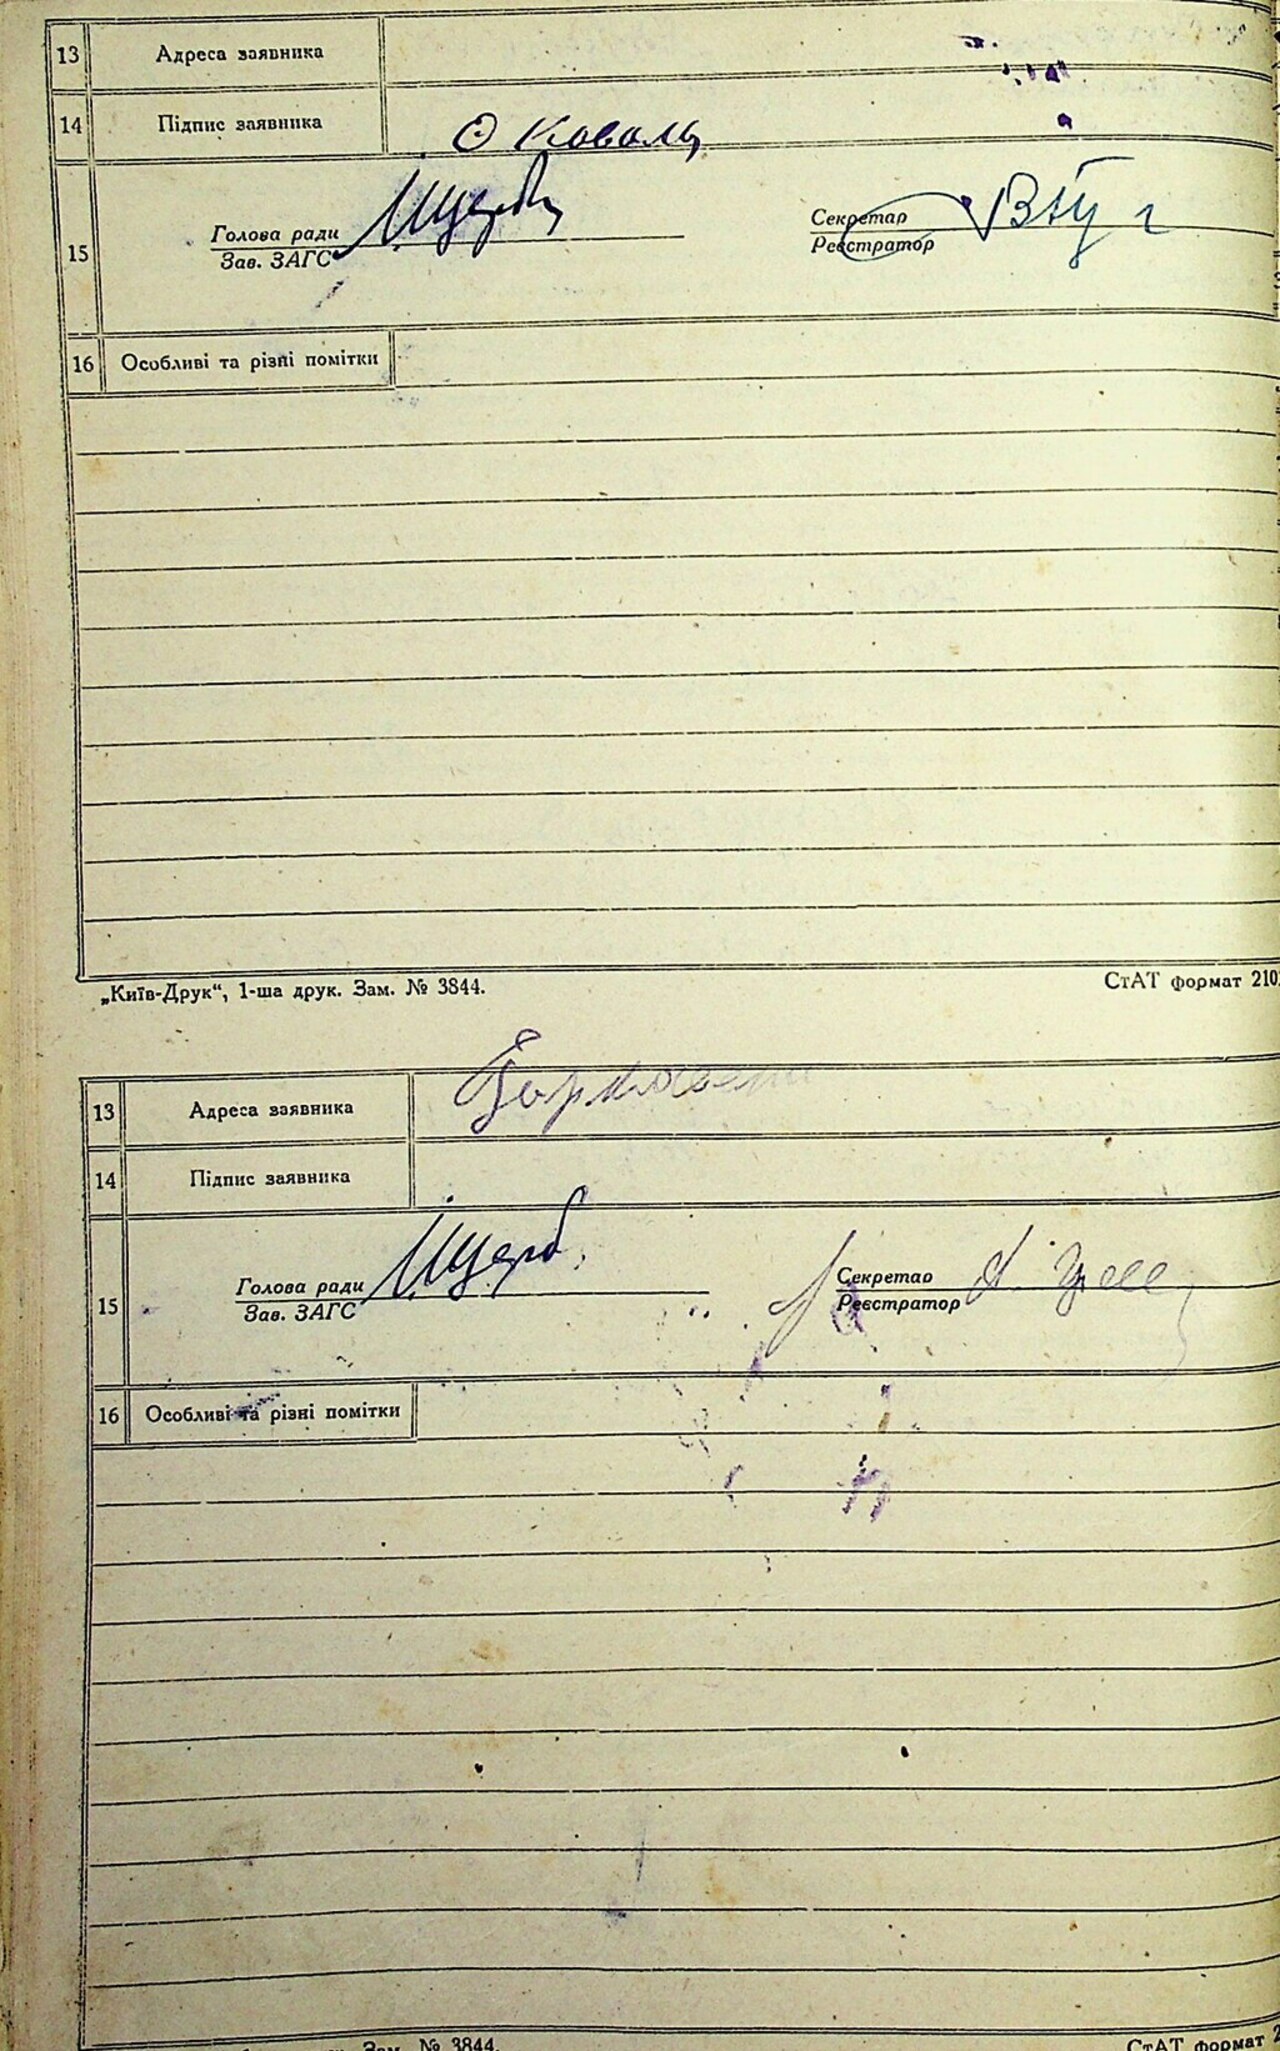 13 Адреса заявника
14 Підпис заявника О Коваль
15 Голова ради Секретар
Зав. ЗАГС Реєстратор
16 Особливі та різні помітки
„Київ-Друк“, 1-ша друк. Зам. № 3844. СтАТ формат 210
13 Адреса заявника
14 Підпис заявника
15 Голова ради Секретар
Зав. ЗАГС Реєстратор
16 Особливі та різні помітки
Зам. № 3844. СтАТ формат 2